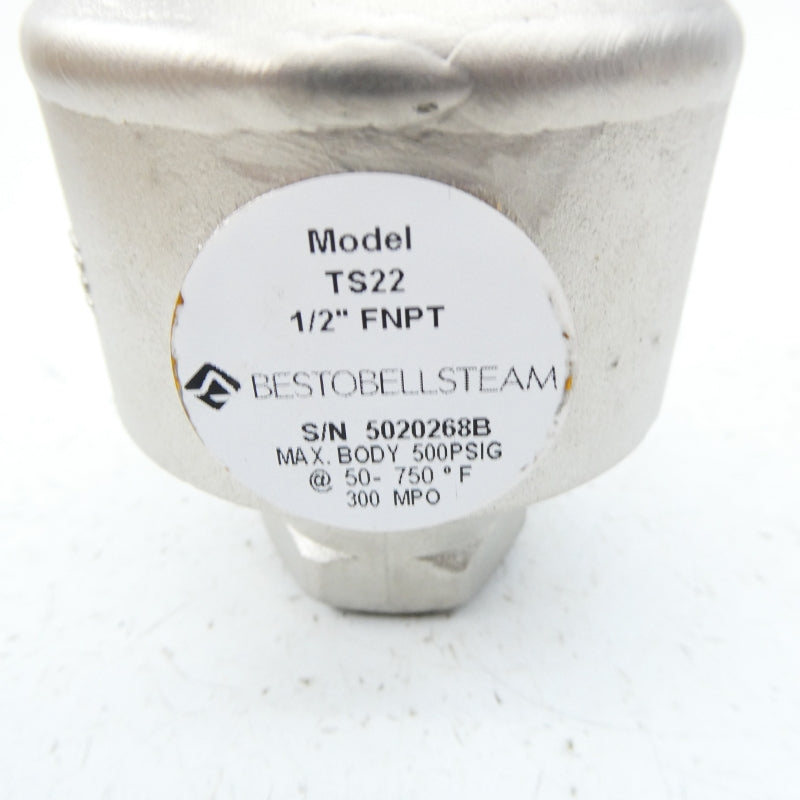 Model
TS22
1/2" FNPT
BESTOBELLSTEAM
S/N 5020268B
MAX. BODY 500PSIG
@ 50- 750 °F
300 MPO